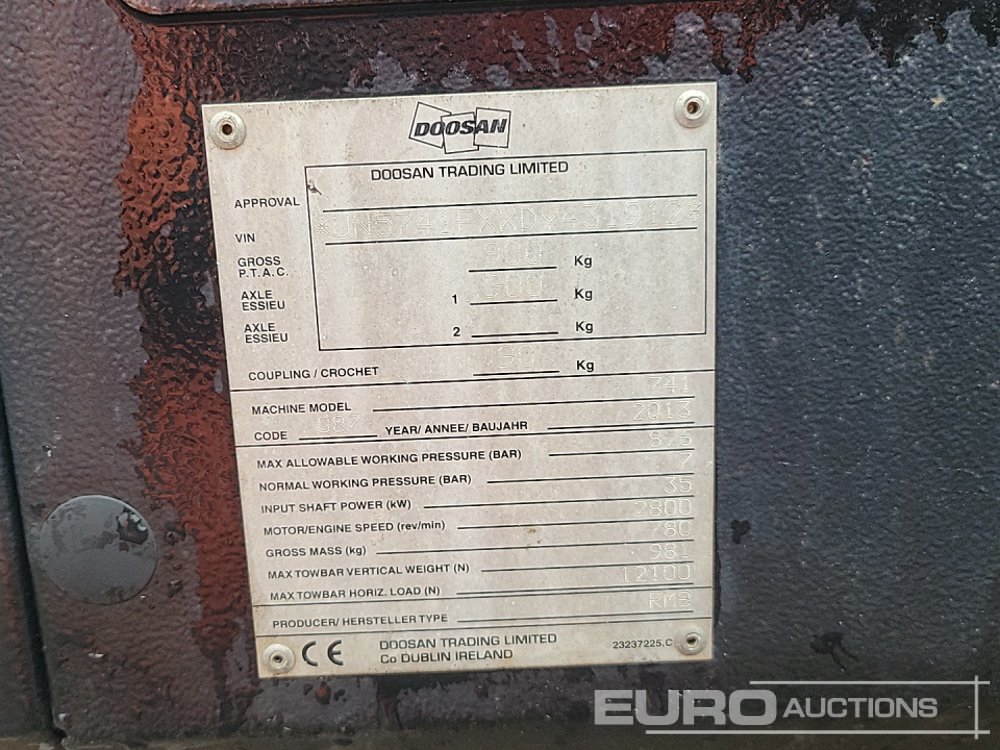 DOOSAN
DOOSAN TRADING LIMITED
APPROVAL
VIN *UN5741FXXDY431912*
GROSS P.T.A.C. 900 Kg
AXLE ESSIEU 1 900 Kg
AXLE ESSIEU 2 Kg
COUPLING / CROCHET 90 Kg
MACHINE MODEL 741
CODE 087 YEAR/ ANNEE/ BAUJAHR 2013
MAX ALLOWABLE WORKING PRESSURE (BAR)
NORMAL WORKING PRESSURE (BAR) 7
INPUT SHAFT POWER (kW) 35
MOTOR/ENGINE SPEED (rev/min) 2800
GROSS MASS (kg) 780
MAX TOWBAR VERTICAL WEIGHT (N) 981
MAX TOWBAR HORIZ. LOAD (N) 12100
PRODUCER/ HERSTELLER TYPE RMB
CE DOOSAN TRADING LIMITED 23237225.C
Co DUBLIN IRELAND
EURO AUCTIONS